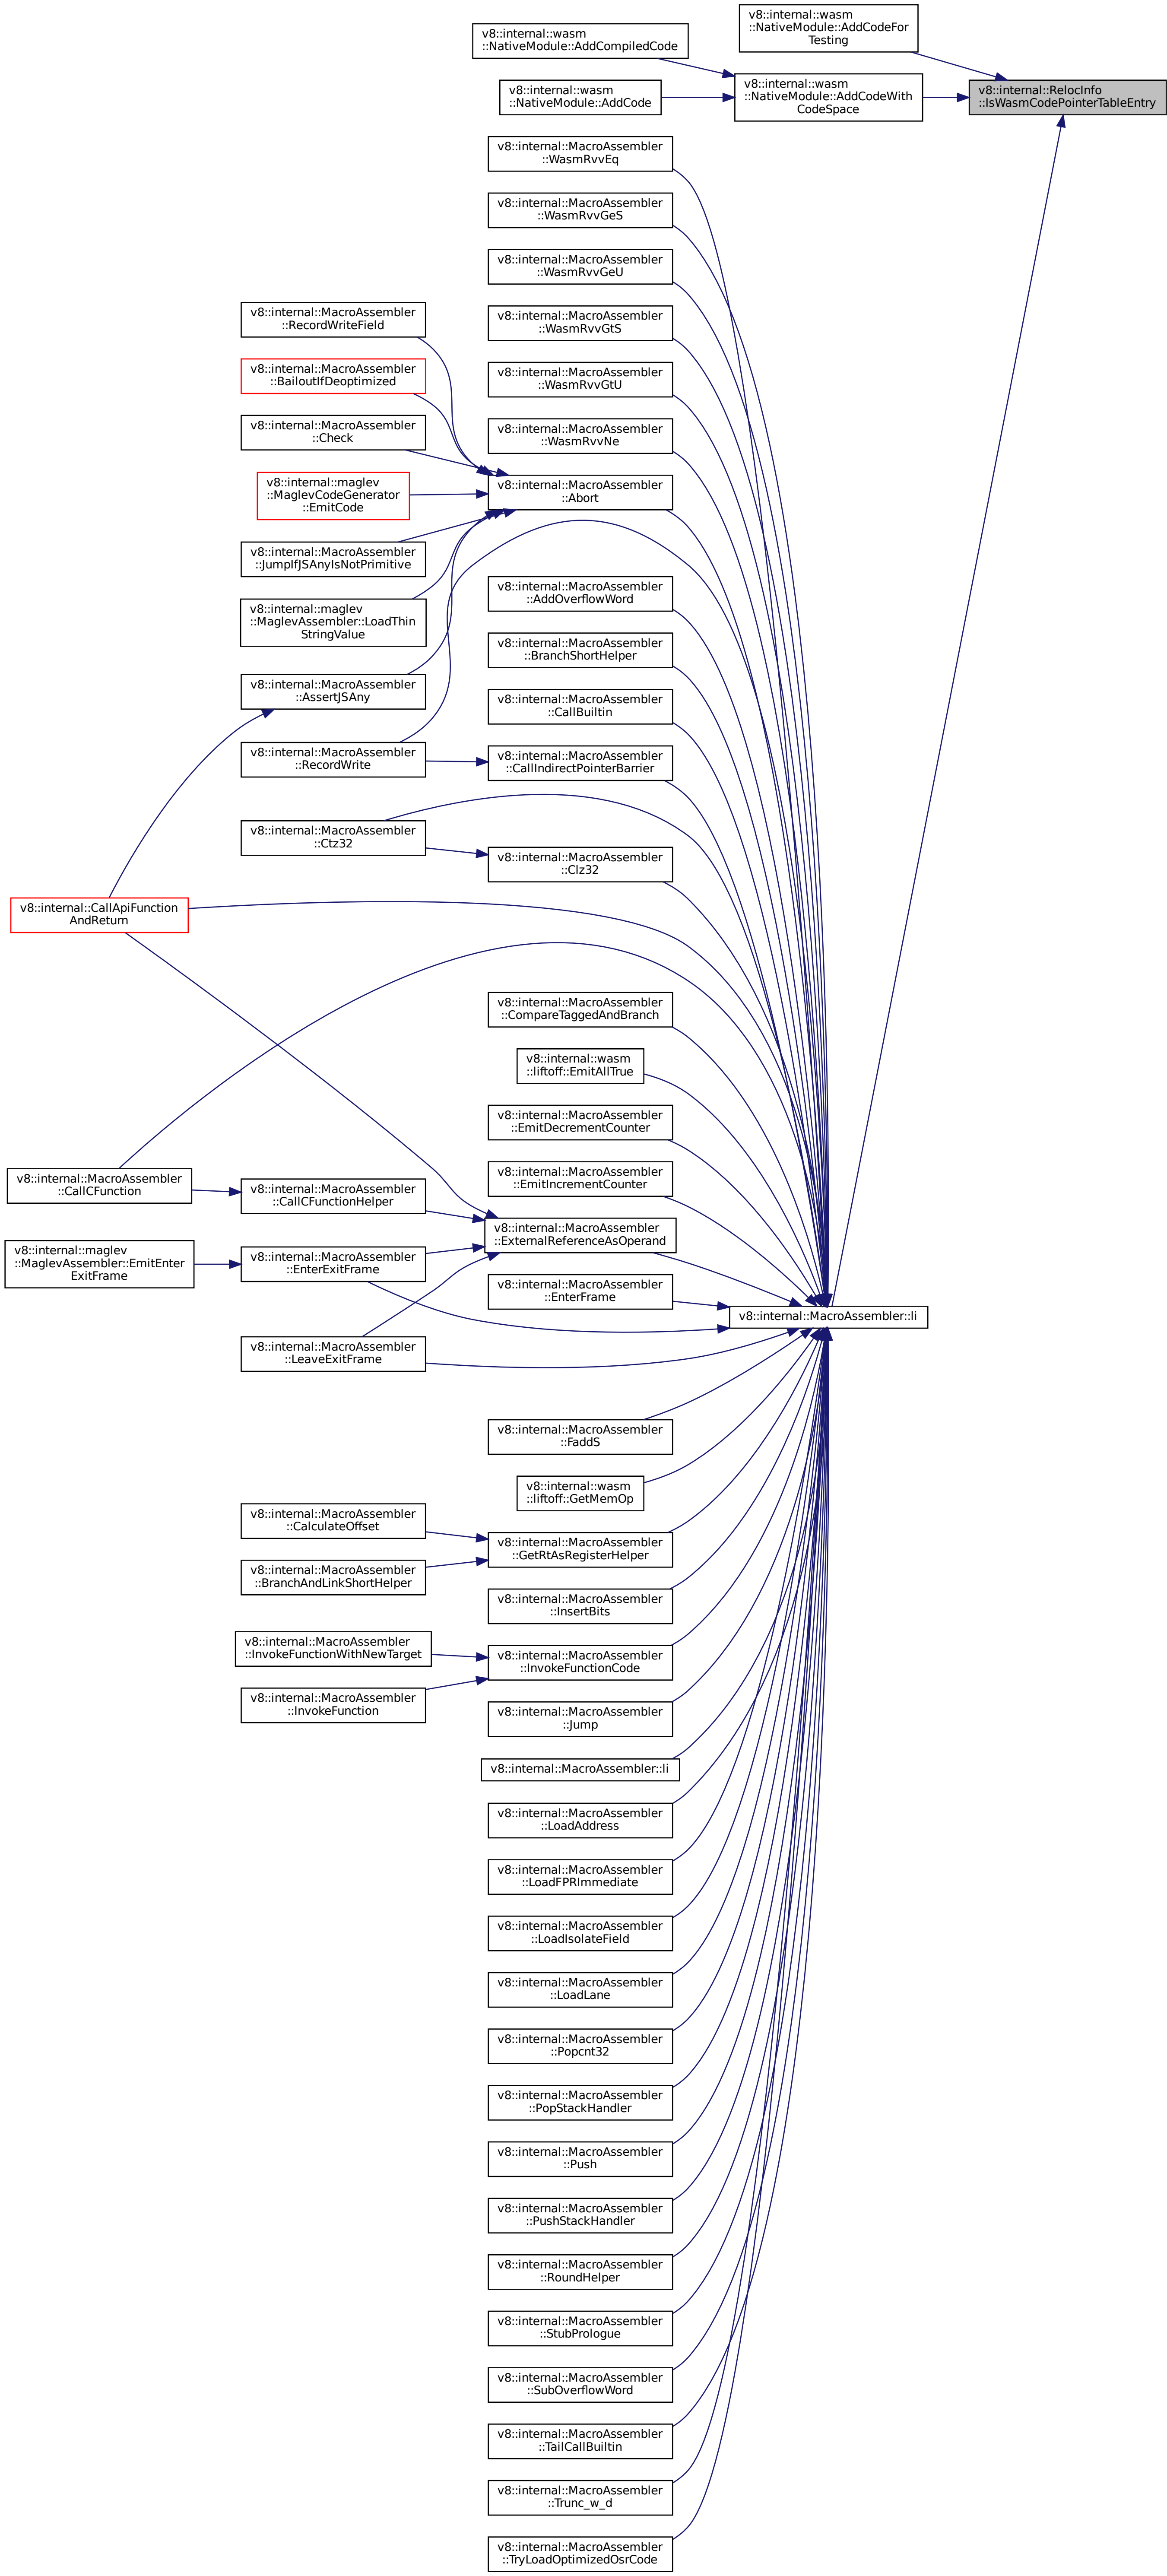 v8::internal::wasm
::NativeModule::AddCodeFor
Testing
v8::internal::wasm
::NativeModule::AddCompiledCode
v8::internal::wasm
::NativeModule::AddCodeWith
CodeSpace
v8::internal::RelocInfo
::IsWasmCodePointerTableEntry
v8::internal::wasm
::NativeModule::AddCode
v8::internal::MacroAssembler
::WasmRvvEq
v8::internal::MacroAssembler
::WasmRvvGeS
v8::internal::MacroAssembler
::WasmRvvGeU
v8::internal::MacroAssembler
::RecordWriteField
v8::internal::MacroAssembler
::WasmRvvGtS
v8::internal::MacroAssembler
::BailoutIfDeoptimized
v8::internal::MacroAssembler
::WasmRvvGtU
v8::internal::MacroAssembler
::Check
v8::internal::MacroAssembler
::WasmRvvNe
v8::internal::maglev
::MaglevCodeGenerator
::EmitCode
v8::internal::MacroAssembler
::Abort
v8::internal::MacroAssembler
::JumpIfJSAnyIsNotPrimitive
v8::internal::MacroAssembler
::AddOverflowWord
v8::internal::maglev
::MaglevAssembler::LoadThin
StringValue
v8::internal::MacroAssembler
::BranchShortHelper
v8::internal::MacroAssembler
::AssertJSAny
v8::internal::MacroAssembler
::CallBuiltin
v8::internal::MacroAssembler
::RecordWrite
v8::internal::MacroAssembler
::CallIndirectPointerBarrier
v8::internal::MacroAssembler
::Ctz32
v8::internal::MacroAssembler
::Clz32
v8::internal::CallApiFunction
AndReturn
v8::internal::MacroAssembler
::CompareTaggedAndBranch
v8::internal::wasm
::liftoff::EmitAllTrue
v8::internal::MacroAssembler
::EmitDecrementCounter
v8::internal::MacroAssembler
::EmitIncrementCounter
v8::internal::MacroAssembler
::CallCFunction
v8::internal::MacroAssembler
::CallCFunctionHelper
v8::internal::MacroAssembler
::ExternalReferenceAsOperand
v8::internal::maglev
::MaglevAssembler::EmitEnter
ExitFrame
v8::internal::MacroAssembler
::EnterExitFrame
v8::internal::MacroAssembler
::EnterFrame
v8::internal::MacroAssembler::li
v8::internal::MacroAssembler
::LeaveExitFrame
v8::internal::MacroAssembler
::FaddS
v8::internal::wasm
::liftoff::GetMemOp
v8::internal::MacroAssembler
::CalculateOffset
v8::internal::MacroAssembler
::GetRtAsRegisterHelper
v8::internal::MacroAssembler
::BranchAndLinkShortHelper
v8::internal::MacroAssembler
::InsertBits
v8::internal::MacroAssembler
::InvokeFunctionWithNewTarget
v8::internal::MacroAssembler
::InvokeFunctionCode
v8::internal::MacroAssembler
::InvokeFunction
v8::internal::MacroAssembler
::Jump
v8::internal::MacroAssembler::li
v8::internal::MacroAssembler
::LoadAddress
v8::internal::MacroAssembler
::LoadFPRImmediate
v8::internal::MacroAssembler
::LoadIsolateField
v8::internal::MacroAssembler
::LoadLane
v8::internal::MacroAssembler
::Popcnt32
v8::internal::MacroAssembler
::PopStackHandler
v8::internal::MacroAssembler
::Push
v8::internal::MacroAssembler
::PushStackHandler
v8::internal::MacroAssembler
::RoundHelper
v8::internal::MacroAssembler
::StubPrologue
v8::internal::MacroAssembler
::SubOverflowWord
v8::internal::MacroAssembler
::TailCallBuiltin
v8::internal::MacroAssembler
::Trunc_w_d
v8::internal::MacroAssembler
::TryLoadOptimizedOsrCode